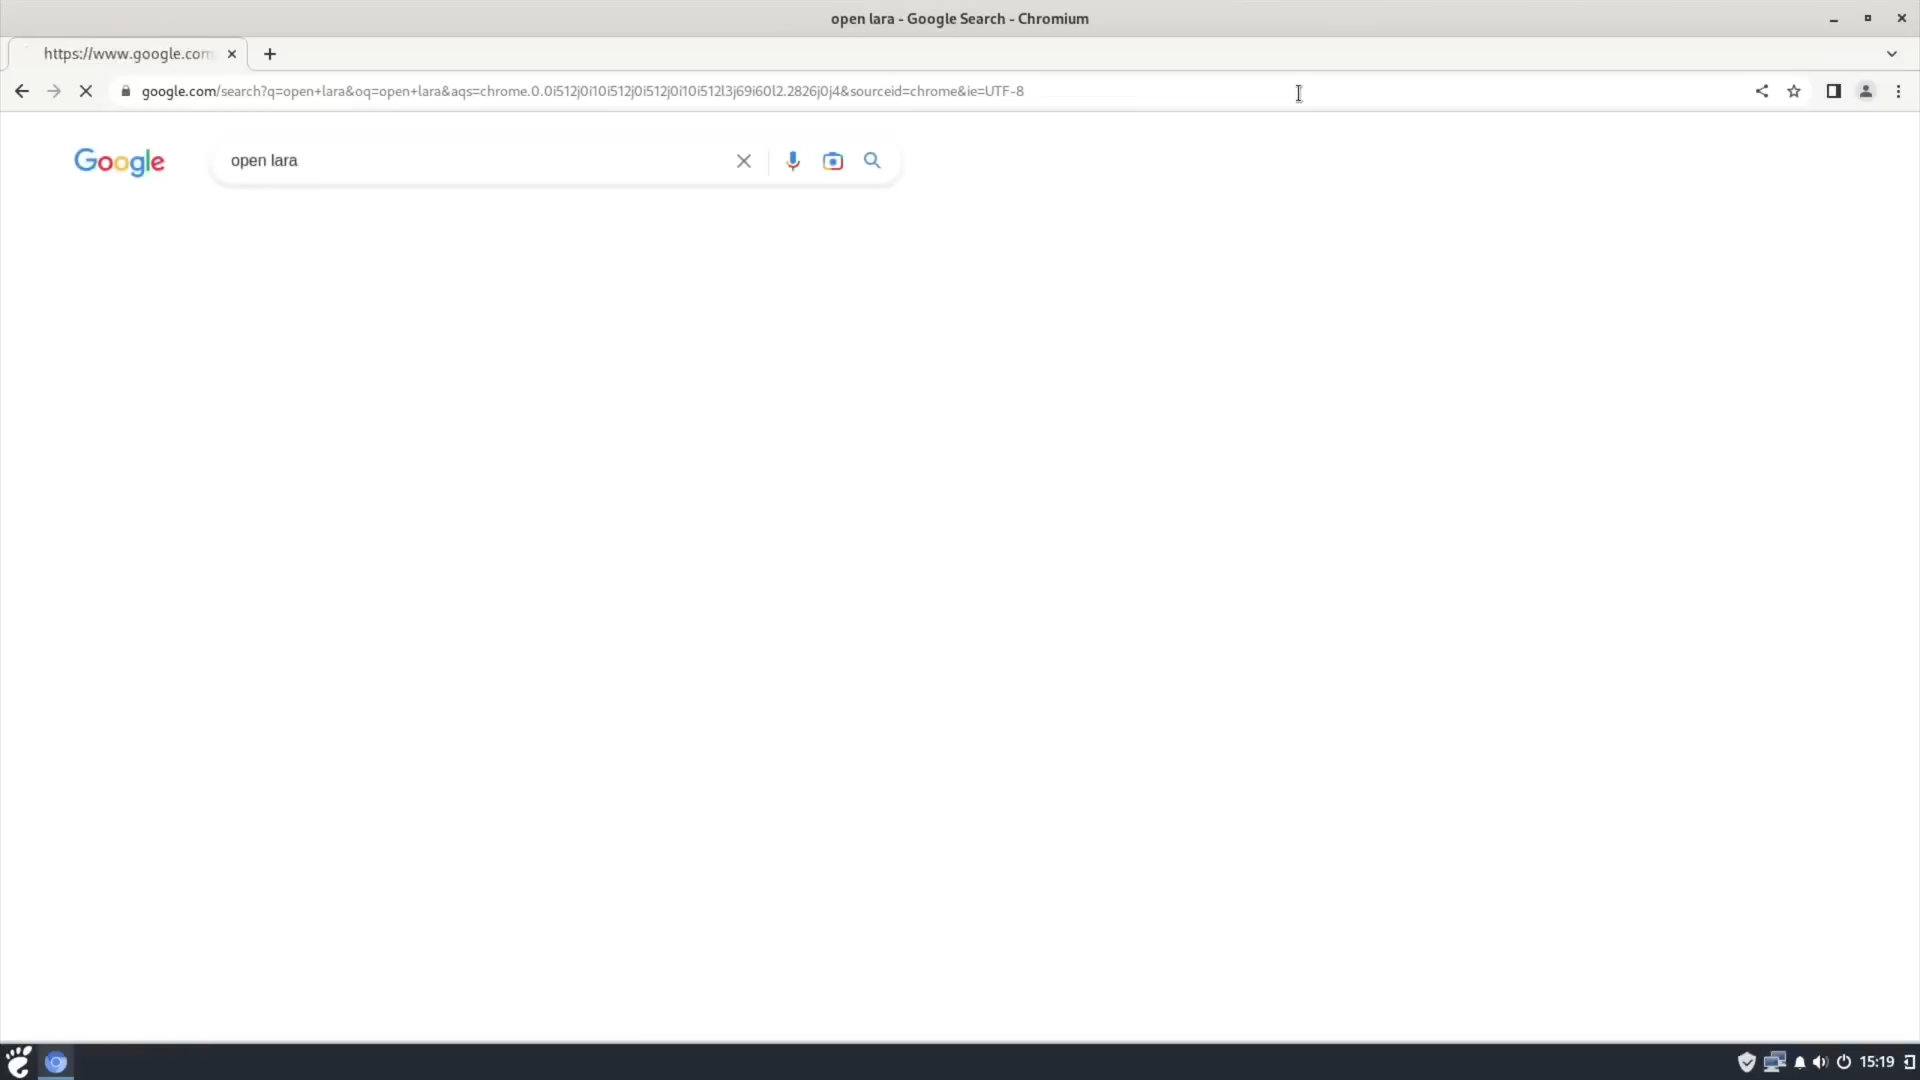 open lara - Google Search - Chromium
https://www.google.com
google.com/search?q=open+lara&oq=open+lara&aqs=chrome.0.0i512j0i10i512j0i512j0i10i512l3j69i60l2.2826j0j4&sourceid=chrome&ie=UTF-8
Google
open lara
15:19